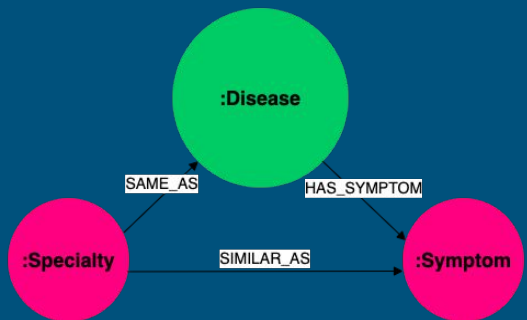 :Disease
SAME_AS
HAS_SYMPTOM
:Specialty
SIMILAR_AS
:Symptom